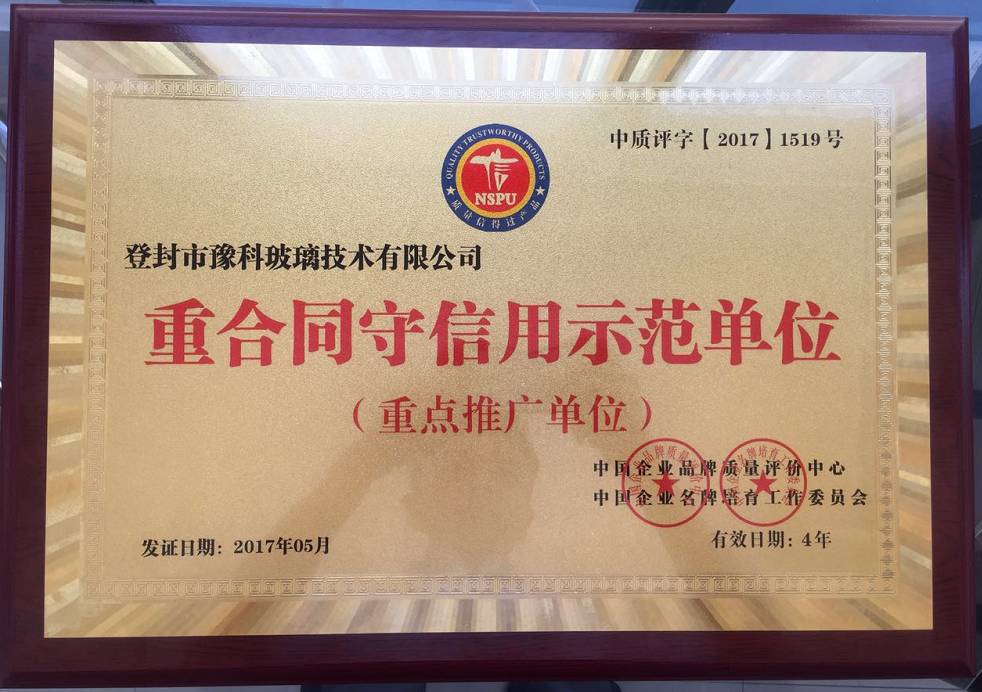 中质评字【2017】1519号
QUALITY TRUSTWORTHY PRODUCTS
信
NSPU
质量信得过产品
登封市豫科玻璃技术有限公司
重合同守信用示范单位
（重点推广单位）
中国企业品牌质量评价中心
中国企业名牌培育工作委员会
发证日期：2017年05月
有效日期：4年